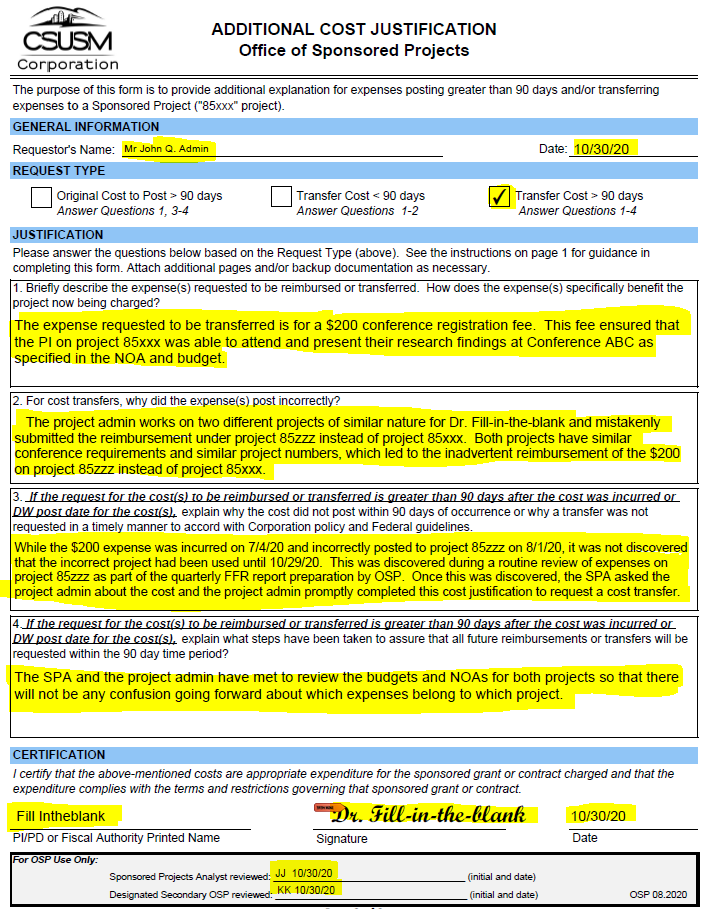 CSUSM
Corporation
ADDITIONAL COST JUSTIFICATION
Office of Sponsored Projects
The purpose of this form is to provide additional explanation for expenses posting greater than 90 days and/or transferring
expenses to a Sponsored Project ("85xxx" project).
GENERAL INFORMATION
Requestor's Name: Mr John Q. Admin Date: 10/30/20
REQUEST TYPE
Original Cost to Post > 90 days Transfer Cost < 90 days ✓ Transfer Cost > 90 days
Answer Questions 1, 3-4 Answer Questions 1-2 Answer Questions 1-4
JUSTIFICATION
Please answer the questions below based on the Request Type (above). See the instructions on page 1 for guidance in
completing this form. Attach additional pages and/or backup documentation as necessary.
1. Briefly describe the expense(s) requested to be reimbursed or transferred. How does the expense(s) specifically benefit the
project now being charged?
The expense requested to be transferred is for a $200 conference registration fee. This fee ensured that
the PI on project 85xxx was able to attend and present their research findings at Conference ABC as
specified in the NOA and budget.
2. For cost transfers, why did the expense(s) post incorrectly?
The project admin works on two different projects of similar nature for Dr. Fill-in-the-blank and mistakenly
submitted the reimbursement under project 85zzz instead of project 85xxx. Both projects have similar
conference requirements and similar project numbers, which led to the inadvertent reimbursement of the $200
on project 85zzz instead of project 85xxx.
3. If the request for the cost(s) to be reimbursed or transferred is greater than 90 days after the cost was incurred or
DW post date for the cost(s), explain why the cost did not post within 90 days of occurrence or why a transfer was not
requested in a timely manner to accord with Corporation policy and Federal guidelines.
While the $200 expense was incurred on 7/4/20 and incorrectly posted to project 85zzz on 8/1/20, it was not discovered
that the incorrect project had been used until 10/29/20. This was discovered during a routine review of expenses on
project 85zzz as part of the quarterly FFR report preparation by OSP. Once this was discovered, the SPA asked the
project admin about the cost and the project admin promptly completed this cost justification to request a cost transfer.
4. If the request for the cost(s) to be reimbursed or transferred is greater than 90 days after the cost was incurred or
DW post date for the cost(s), explain what steps have been taken to assure that all future reimbursements or transfers will be
requested within the 90 day time period?
The SPA and the project admin have met to review the budgets and NOAs for both projects so that there
will not be any confusion going forward about which expenses belong to which project.
CERTIFICATION
I certify that the above-mentioned costs are appropriate expenditure for the sponsored grant or contract charged and that the
expenditure complies with the terms and restrictions governing that sponsored grant or contract.
Fill Intheblank Dr. Fill-in-the-blank 10/30/20
PI/PD or Fiscal Authority Printed Name Signature Date
For OSP Use Only:
Sponsored Projects Analyst reviewed: JJ 10/30/20 (initial and date)
Designated Secondary OSP reviewed: KK 10/30/20 (initial and date) OSP 08.2020